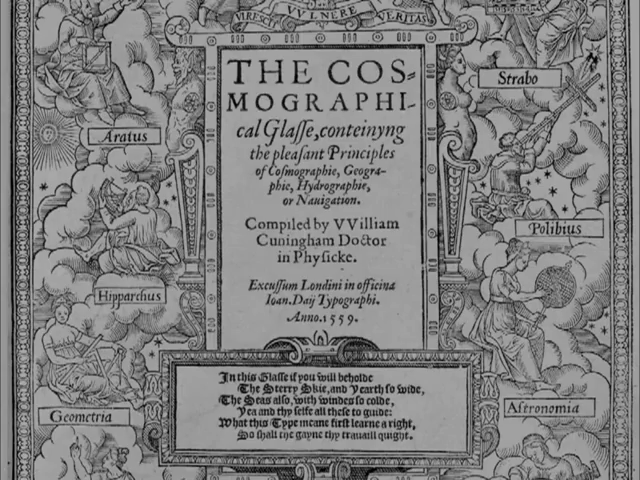 VIRESCIT VVLNERE VERITAS
THE COS=
MOGRAPHI-
cal Glasse, conteinyng
the pleasant Principles
of Cosmographie, Geogra-
phie, Hydrographie,
or Nauigation.
Compiled by VVilliam
Cuningham Doctor
in Physicke.
Excussum Londini in officina
Ioan. Daij Typographi.
Anno. 1559.
In this Glasse if you will beholde
The Sterry Skie, and Yearth so wide,
The Seas also, with windes so colde,
Yea and thy selfe all these to guide:
What this Type meane first learne a right,
So shall the gayne thy trauaill quight.
Aratus
Hipparchus
Geometria
Strabo
Polibius
Astronomia